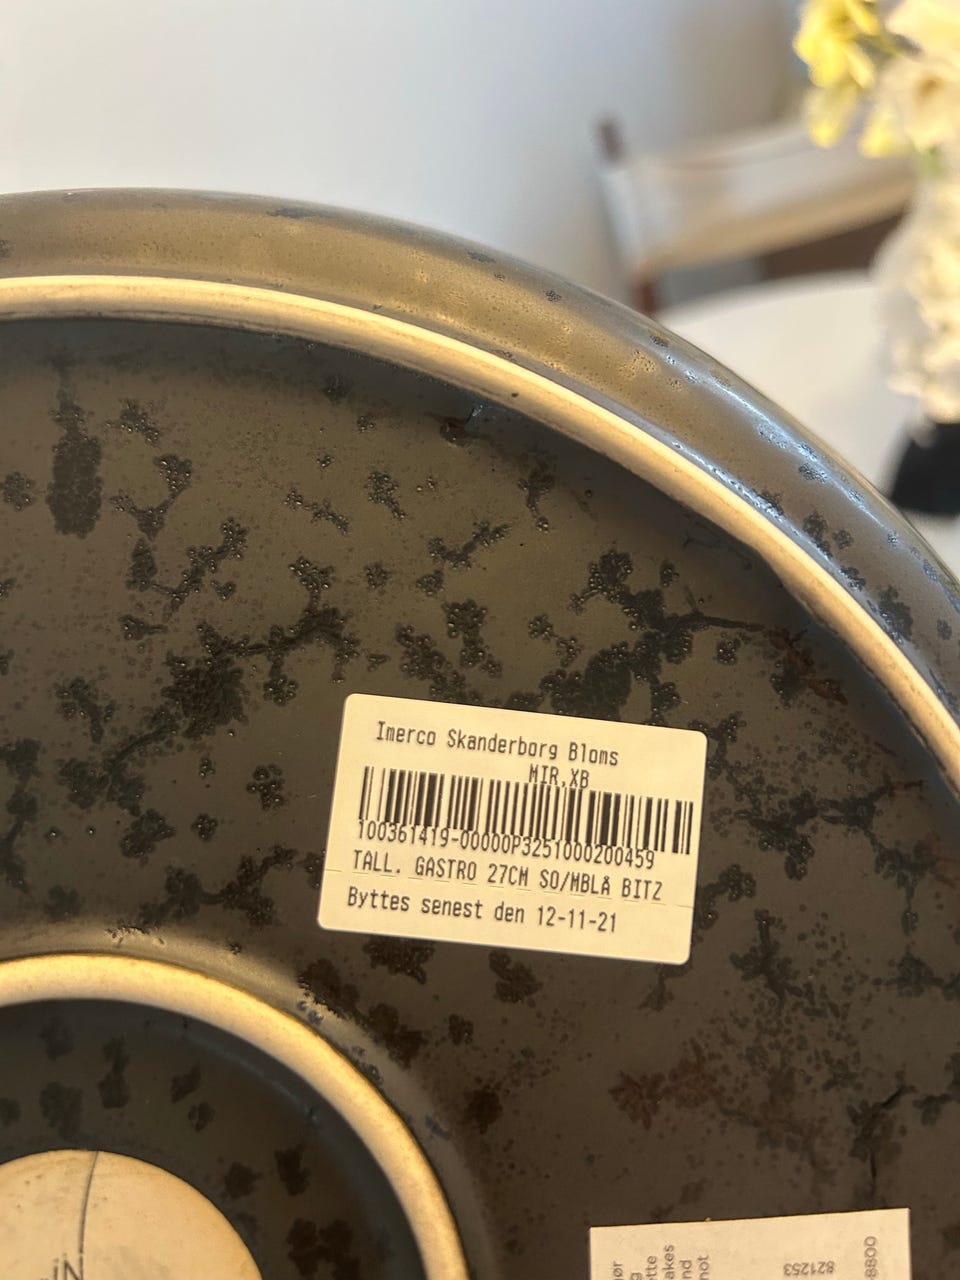 Imerco Skanderborg Bloms
MIR.XB
100361419-00000P3251000200459
TALL. GASTRO 27CM SO/MBLÅ BITZ
Byttes senest den 12-11-21
821253